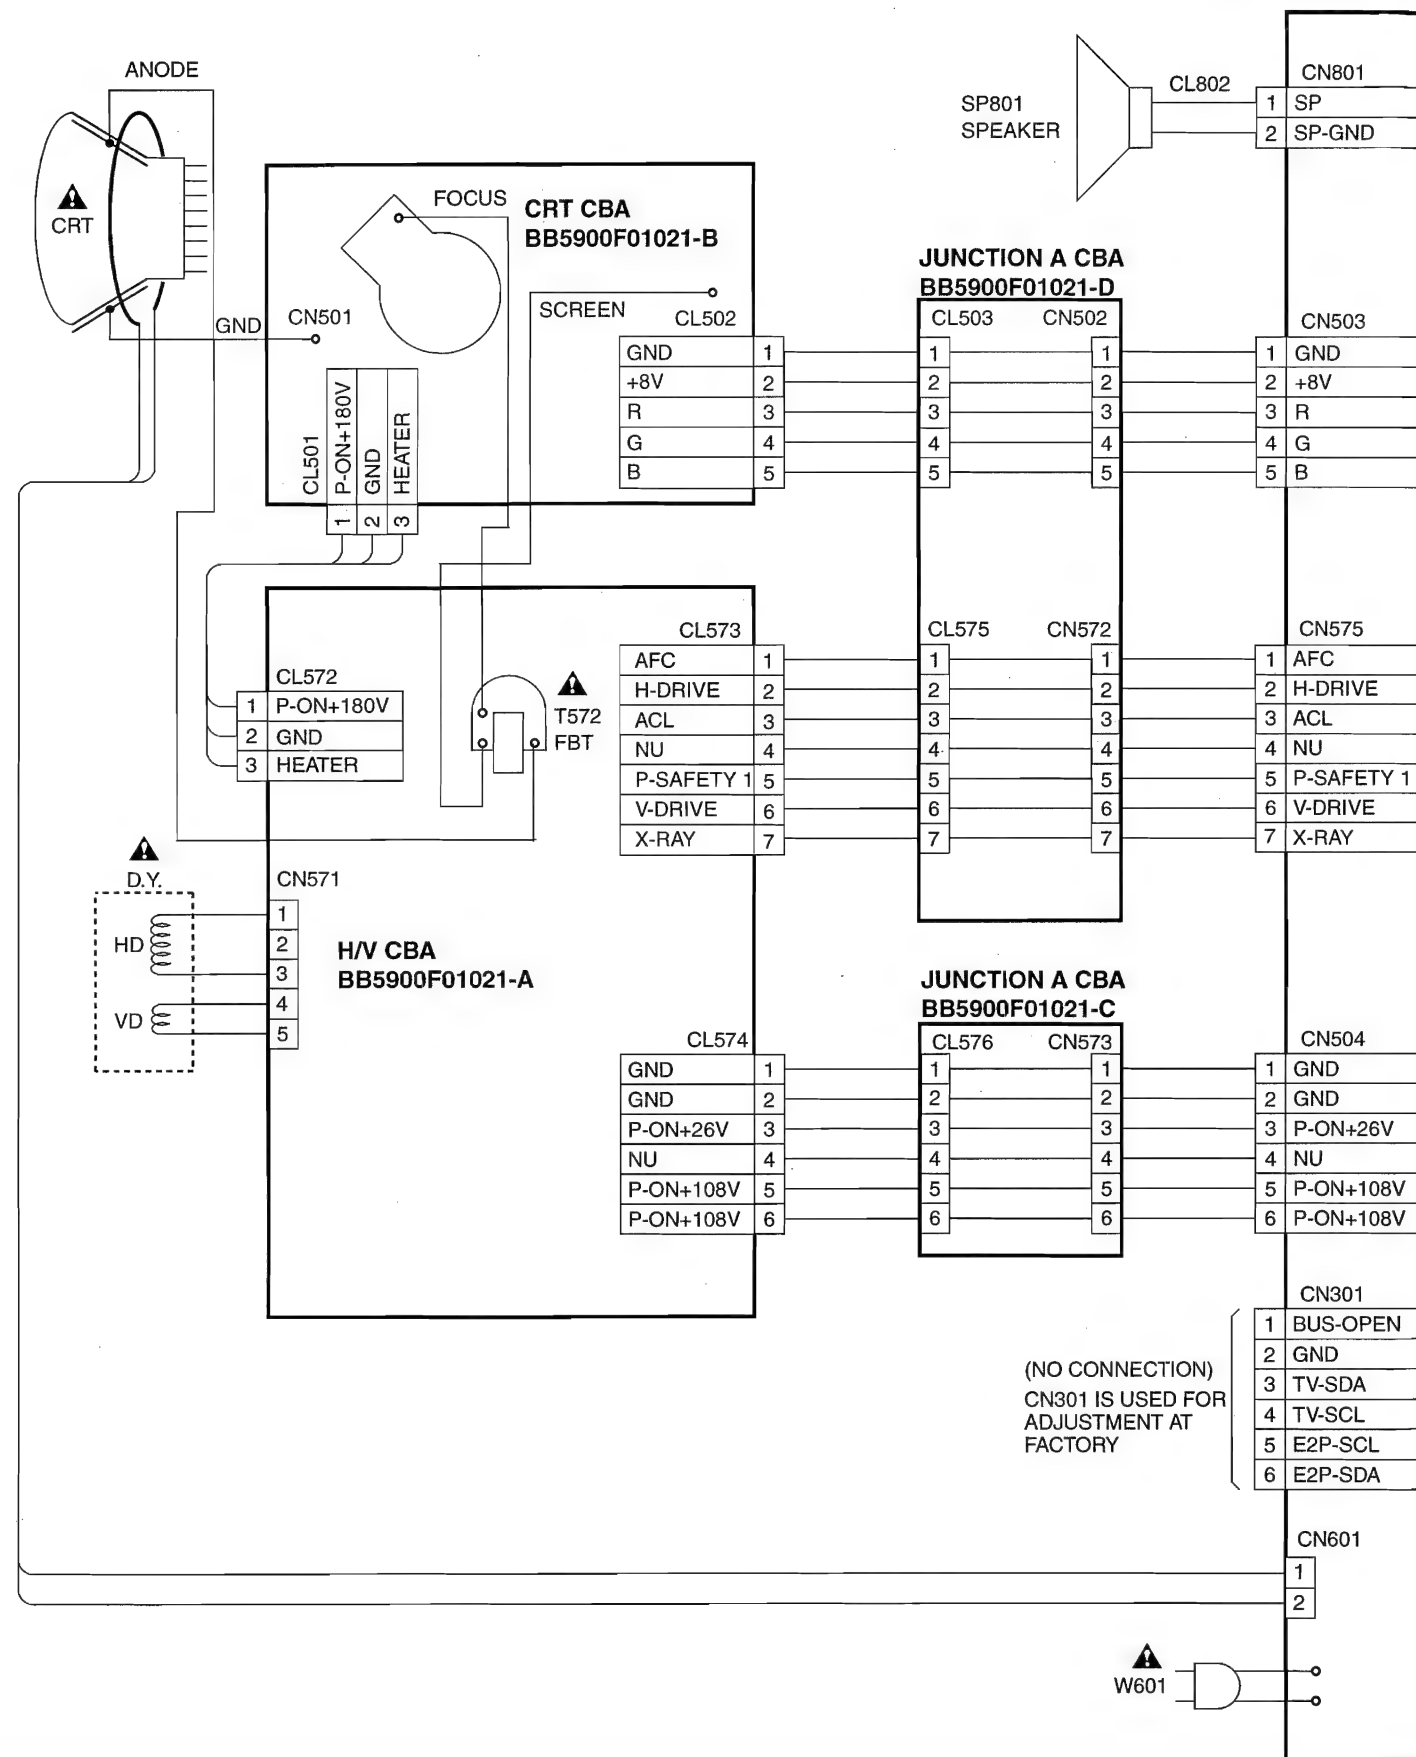 ANODE
CRT
GND
CN501
FOCUS
CRT CBA
BB5900F01021-B
SCREEN
CL502
GND 1
+8V 2
R 3
G 4
B 5
CL501
P-ON+180V
GND
HEATER
1
2
3
SP801
SPEAKER
CL802
CN801
1 SP
2 SP-GND
JUNCTION A CBA
BB5900F01021-D
CL503 CN502
1 1
2 2
3 3
4 4
5 5
CN503
1 GND
2 +8V
3 R
4 G
5 B
CL572
1 P-ON+180V
2 GND
3 HEATER
T572
FBT
CL573
AFC 1
H-DRIVE 2
ACL 3
NU 4
P-SAFETY 1 5
V-DRIVE 6
X-RAY 7
CL575 CN572
1 1
2 2
3 3
4 4
5 5
6 6
7 7
CN575
1 AFC
2 H-DRIVE
3 ACL
4 NU
5 P-SAFETY 1
6 V-DRIVE
7 X-RAY
D.Y.
HD
VD
CN571
1
2
3
4
5
H/V CBA
BB5900F01021-A
CL574
GND 1
GND 2
P-ON+26V 3
NU 4
P-ON+108V 5
P-ON+108V 6
JUNCTION A CBA
BB5900F01021-C
CL576 CN573
1 1
2 2
3 3
4 4
5 5
6 6
CN504
1 GND
2 GND
3 P-ON+26V
4 NU
5 P-ON+108V
6 P-ON+108V
(NO CONNECTION)
CN301 IS USED FOR
ADJUSTMENT AT
FACTORY
CN301
1 BUS-OPEN
2 GND
3 TV-SDA
4 TV-SCL
5 E2P-SCL
6 E2P-SDA
CN601
1
2
W601